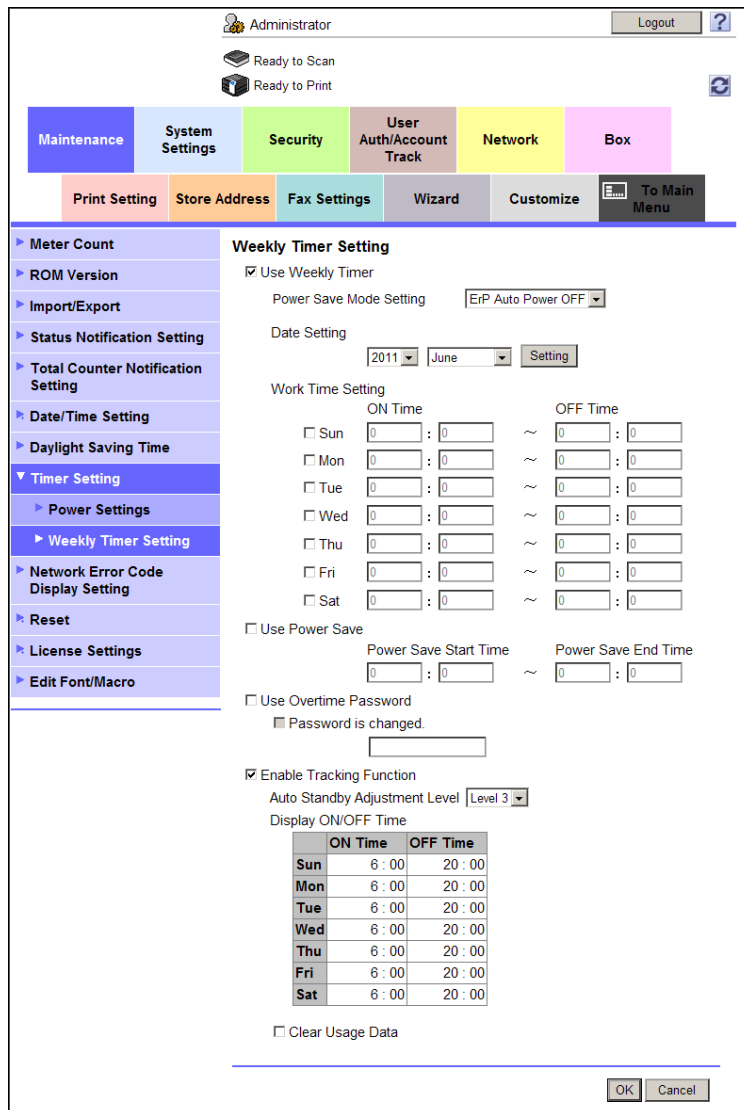 Administrator Logout ?
Ready to Scan
Ready to Print
Maintenance System Settings Security User Auth/Account Track Network Box
Print Setting Store Address Fax Settings Wizard Customize To Main Menu
Meter Count
ROM Version
Import/Export
Status Notification Setting
Total Counter Notification
Setting
Date/Time Setting
Daylight Saving Time
Timer Setting
Power Settings
Weekly Timer Setting
Network Error Code
Display Setting
Reset
License Settings
Edit Font/Macro
Weekly Timer Setting
Use Weekly Timer
Power Save Mode Setting ErP Auto Power OFF
Date Setting
2011 June Setting
Work Time Setting
ON Time OFF Time
Sun 0 : 0 ~ 0 : 0
Mon 0 : 0 ~ 0 : 0
Tue 0 : 0 ~ 0 : 0
Wed 0 : 0 ~ 0 : 0
Thu 0 : 0 ~ 0 : 0
Fri 0 : 0 ~ 0 : 0
Sat 0 : 0 ~ 0 : 0
Use Power Save
Power Save Start Time Power Save End Time
0 : 0 ~ 0 : 0
Use Overtime Password
Password is changed.
Enable Tracking Function
Auto Standby Adjustment Level Level 3
Display ON/OFF Time
ON Time OFF Time
Sun 6 : 00 20 : 00
Mon 6 : 00 20 : 00
Tue 6 : 00 20 : 00
Wed 6 : 00 20 : 00
Thu 6 : 00 20 : 00
Fri 6 : 00 20 : 00
Sat 6 : 00 20 : 00
Clear Usage Data
OK Cancel